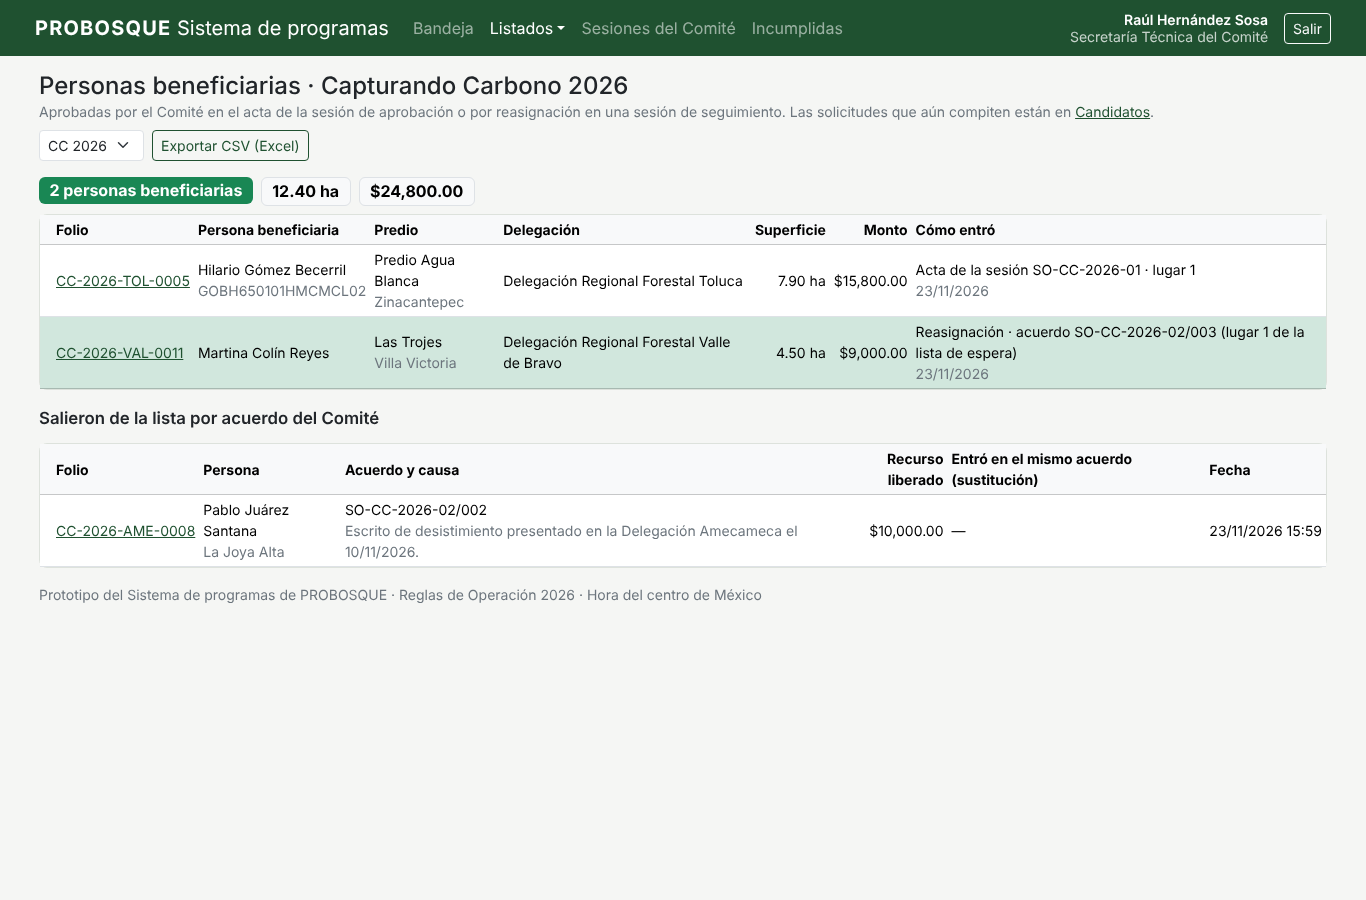 PROBOSQUE Sistema de programas
Bandeja
Listados
Sesiones del Comité
Incumplidas
Raúl Hernández Sosa
Secretaría Técnica del Comité
Salir
Personas beneficiarias · Capturando Carbono 2026
Aprobadas por el Comité en el acta de la sesión de aprobación o por reasignación en una sesión de seguimiento. Las solicitudes que aún compiten están en Candidatos.
CC 2026
Exportar CSV (Excel)
2 personas beneficiarias
12.40 ha
$24,800.00
Folio
Persona beneficiaria
Predio
Delegación
Superficie
Monto
Cómo entró
CC-2026-TOL-0005
Hilario Gómez Becerril
GOBH650101HMCMCL02
Predio Agua
Blanca
Zinacantepec
Delegación Regional Forestal Toluca
7.90 ha
$15,800.00
Acta de la sesión SO-CC-2026-01 · lugar 1
23/11/2026
CC-2026-VAL-0011
Martina Colín Reyes
Las Trojes
Villa Victoria
Delegación Regional Forestal Valle
de Bravo
4.50 ha
$9,000.00
Reasignación · acuerdo SO-CC-2026-02/003 (lugar 1 de la
lista de espera)
23/11/2026
Salieron de la lista por acuerdo del Comité
Folio
Persona
Acuerdo y causa
Recurso
liberado
Entró en el mismo acuerdo
(sustitución)
Fecha
CC-2026-AME-0008
Pablo Juárez
Santana
La Joya Alta
SO-CC-2026-02/002
Escrito de desistimiento presentado en la Delegación Amecameca el
10/11/2026.
$10,000.00
—
23/11/2026 15:59
Prototipo del Sistema de programas de PROBOSQUE · Reglas de Operación 2026 · Hora del centro de México